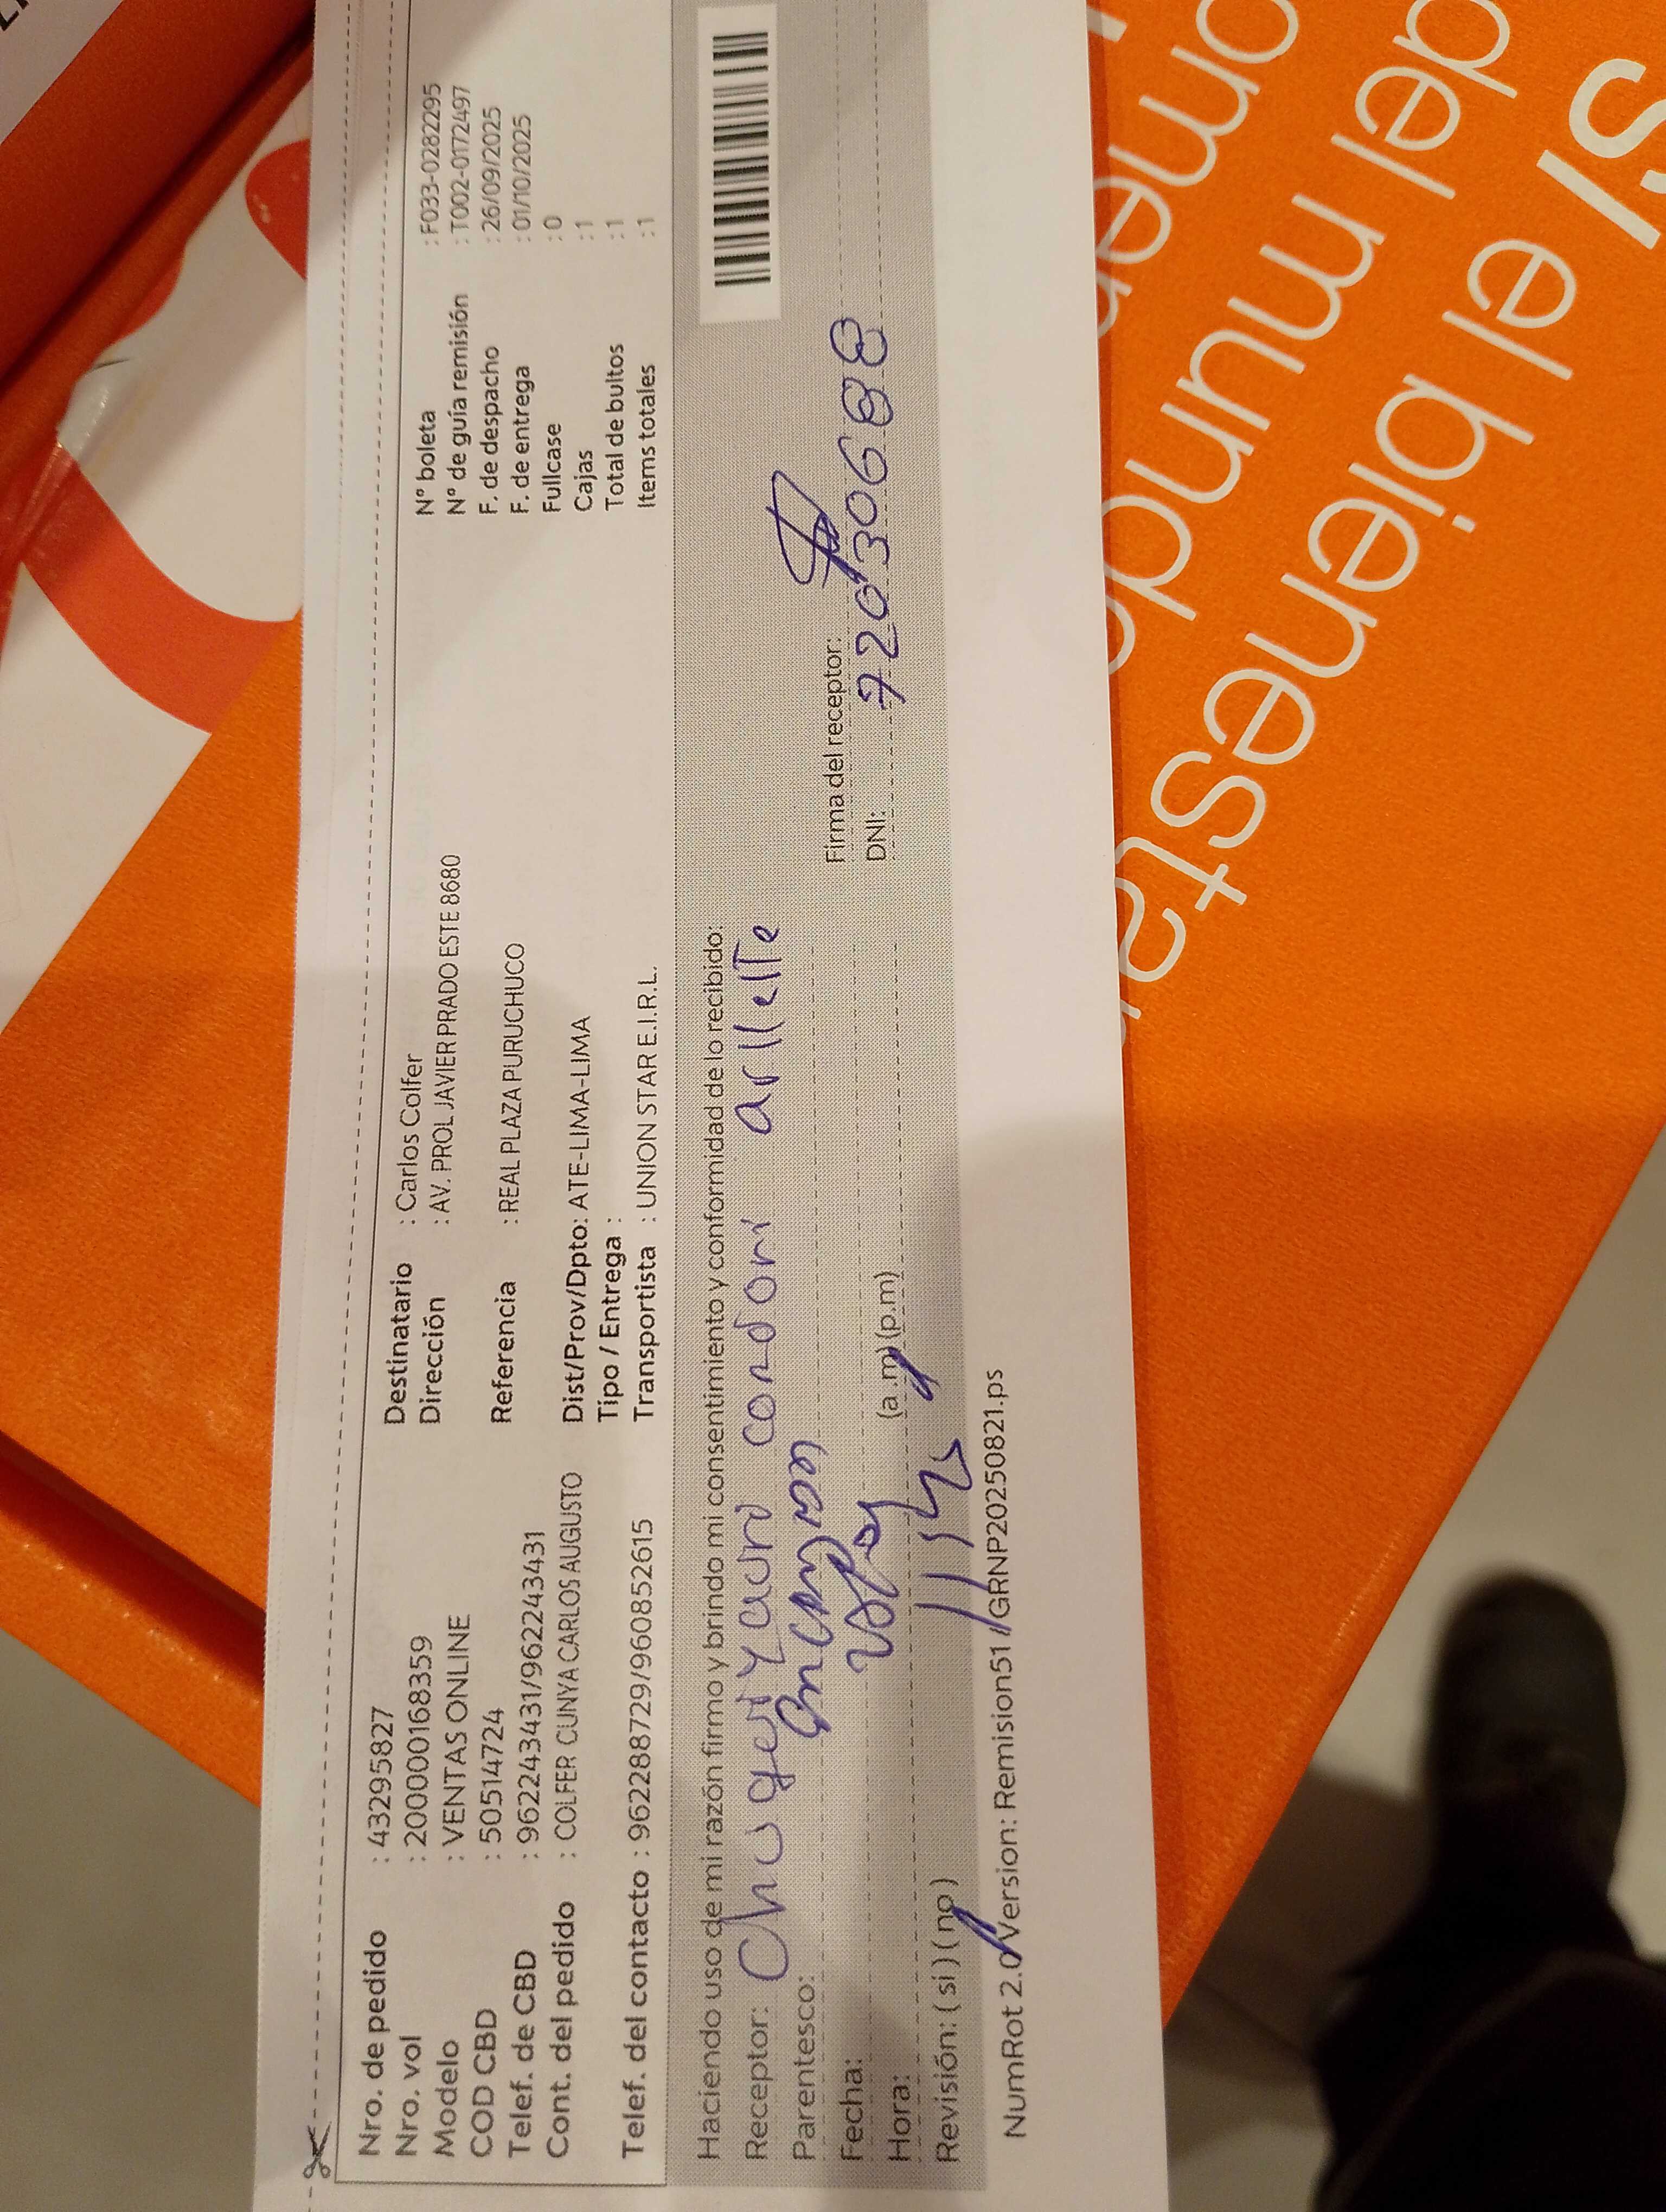 Nro. de pedido : 43295827
Nro. vol : 200000168359
Modelo : VENTAS ONLINE
COD CBD : 50514724
Telef. de CBD : 962243431/962243431
Cont. del pedido : COLFER CUNYA CARLOS AUGUSTO
Telef. del contacto : 962288729/960852615
Destinatario : Carlos Colfer
Dirección : AV. PROL JAVIER PRADO ESTE 8680
Referencia : REAL PLAZA PURUCHUCO
Dist/Prov/Dpto: ATE-LIMA-LIMA
Tipo / Entrega :
Transportista : UNION STAR E.I.R.L.
N° boleta : F033-0282295
N° de guía remisión : T002-0172497
F. de despacho : 26/09/2025
F. de entrega : 01/10/2025
Fullcase : 0
Cajas : 1
Total de bultos : 1
Items totales : 1
Haciendo uso de mi razón firmo y brindo mi consentimiento y conformidad de lo recibido:
Receptor: condori arllette
Parentesco:
Fecha:
Hora: (a.m) (p.m)
Revisión: ( si ) ( no )
Firma del receptor:
DNI: 72030688
NumRot 2.0 Version: Remision51 /GRNP20250821.ps
del mundo
sí el bienestar